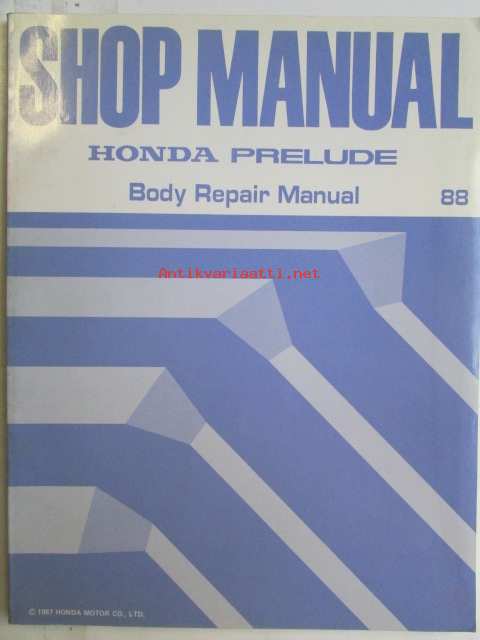 SHOP MANUAL
HONDA PRELUDE
Body Repair Manual 88
Antikvariaatti.net
© 1987 HONDA MOTOR CO., LTD.